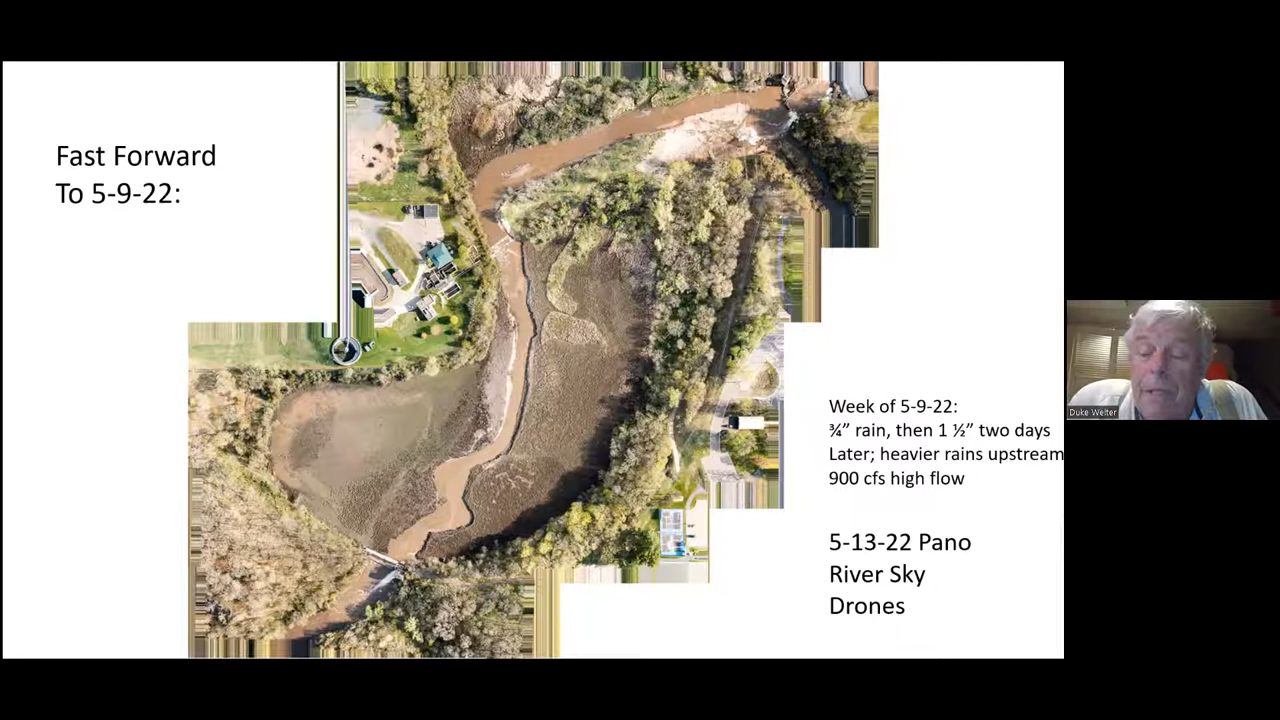 Fast Forward
To 5-9-22:
Week of 5-9-22:
¾” rain, then 1 ½” two days
Later; heavier rains upstream
900 cfs high flow
5-13-22 Pano
River Sky
Drones
Duke Welter